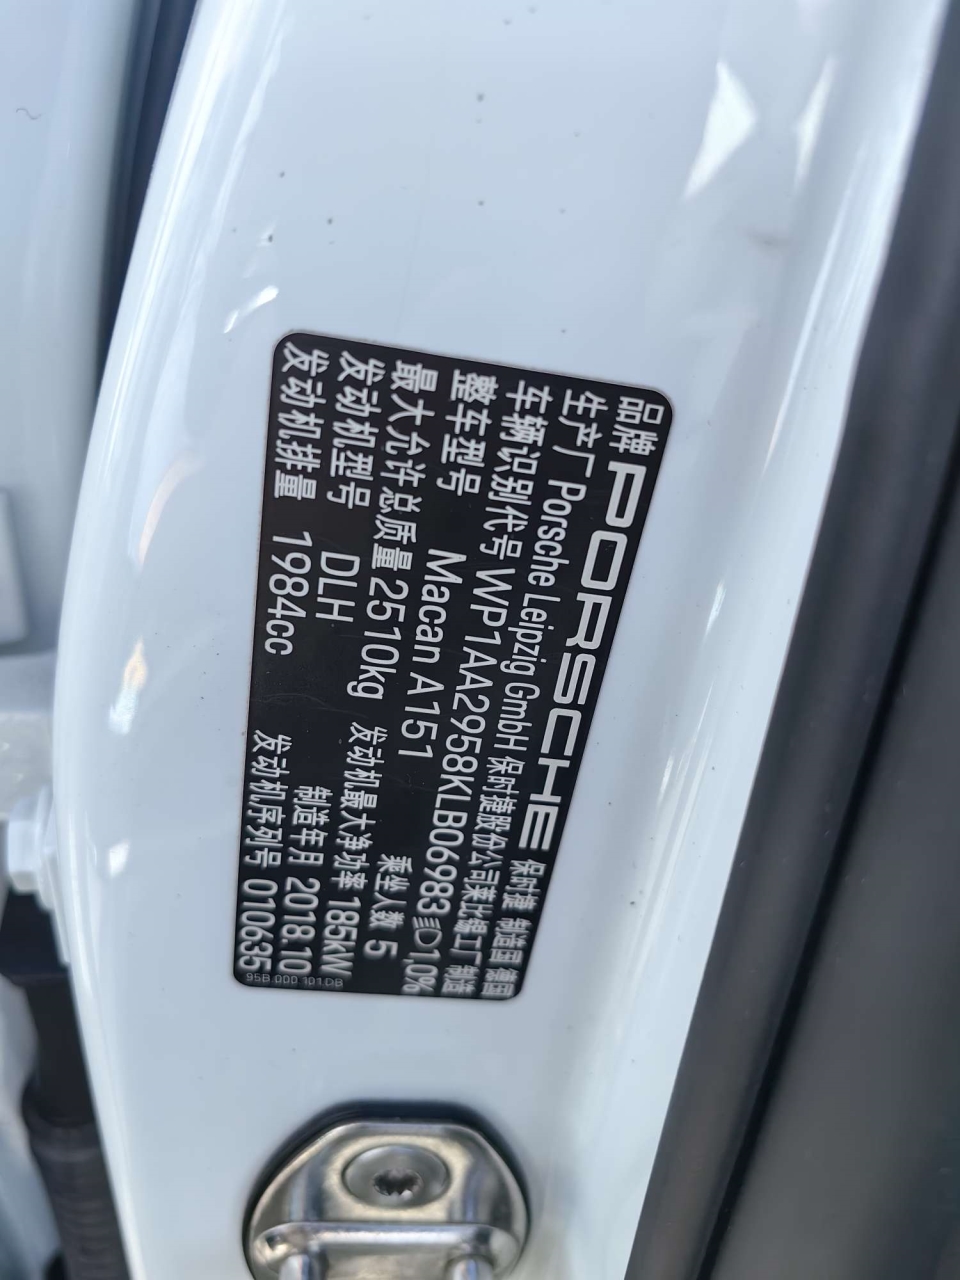 品牌 PORSCHE 保时捷 制造国 德国
生产厂 Porsche Leipzig GmbH 保时捷股份公司莱比锡工厂 制造
车辆识别代号 WP1AA2958KLB06983 1,0%
整车型号 Macan A151
最大允许总质量 2510kg 乘坐人数 5
发动机型号 DLH 发动机最大净功率 185kW
发动机排量 1984cc 制造年月 2018.10
发动机序列号 010635
95B.000.101.DB